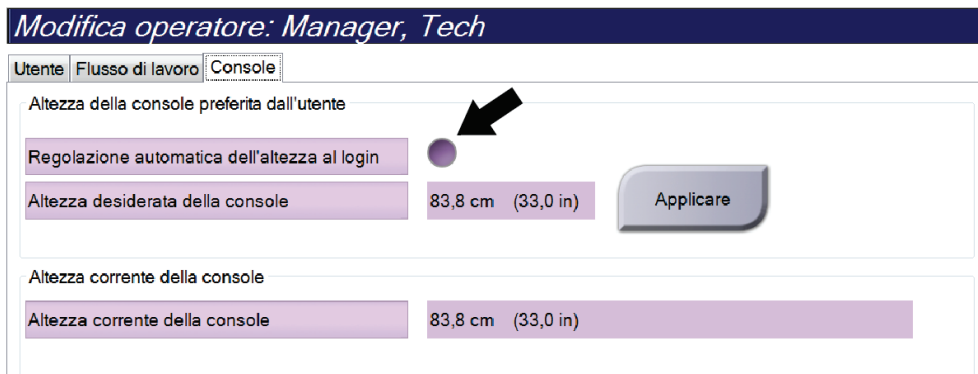 Modifica operatore: Manager, Tech
Utente Flusso di lavoro Console
Altezza della console preferita dall'utente
Regolazione automatica dell'altezza al login
Altezza desiderata della console 83,8 cm (33,0 in) Applicare
Altezza corrente della console
Altezza corrente della console 83,8 cm (33,0 in)